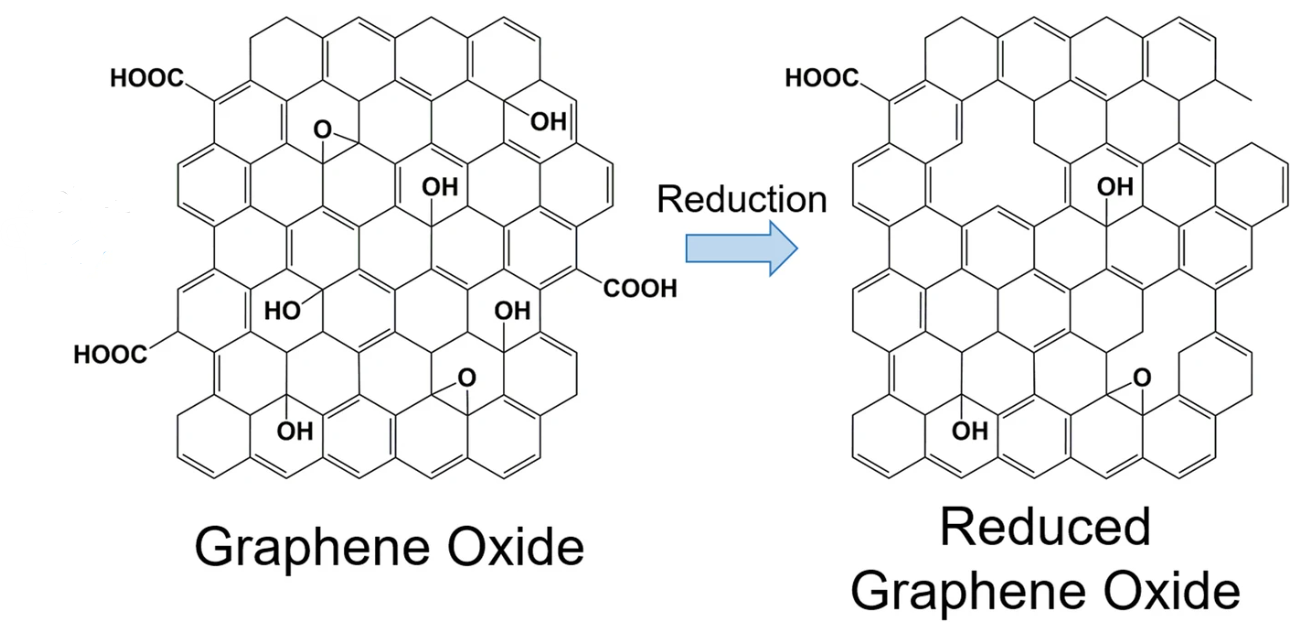 HOOC
OH
O
OH
COOH
HO
OH
HOOC
O
OH
Graphene Oxide
Reduction
HOOC
OH
O
OH
Reduced
Graphene Oxide